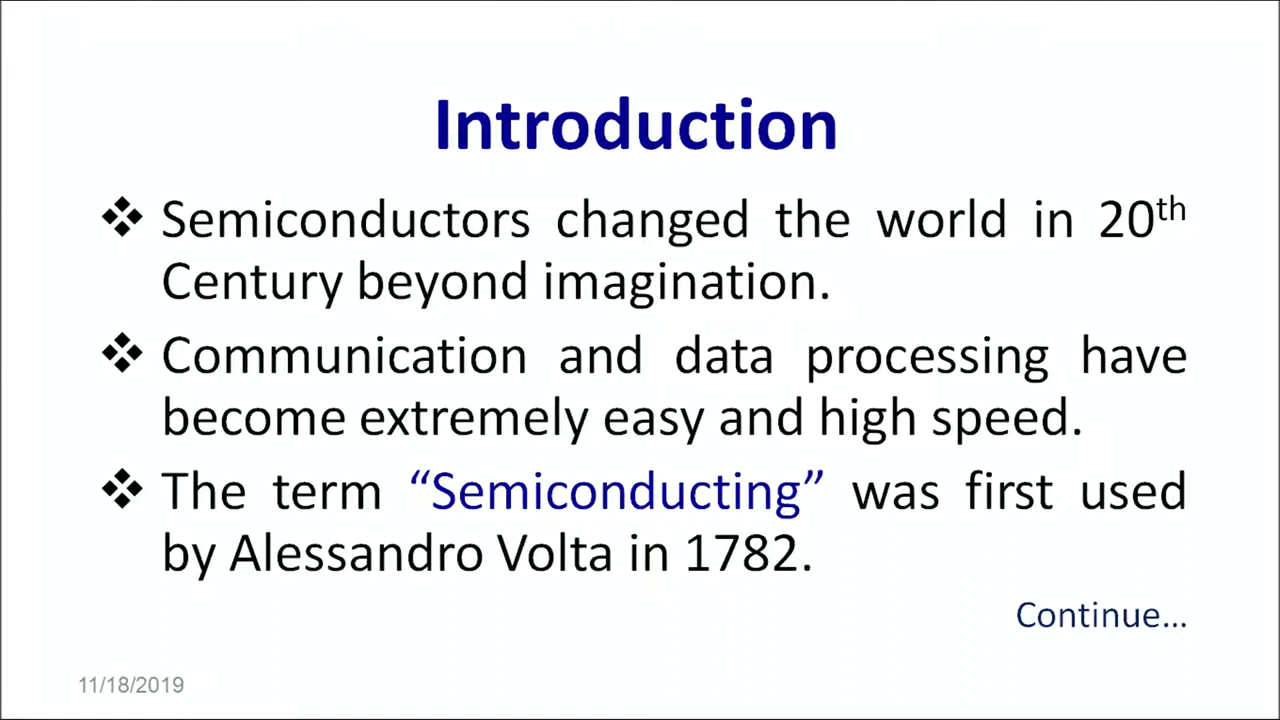 Introduction
❖ Semiconductors changed the world in 20th
Century beyond imagination.
❖ Communication and data processing have
become extremely easy and high speed.
❖ The term “Semiconducting” was first used
by Alessandro Volta in 1782.
Continue…
11/18/2019